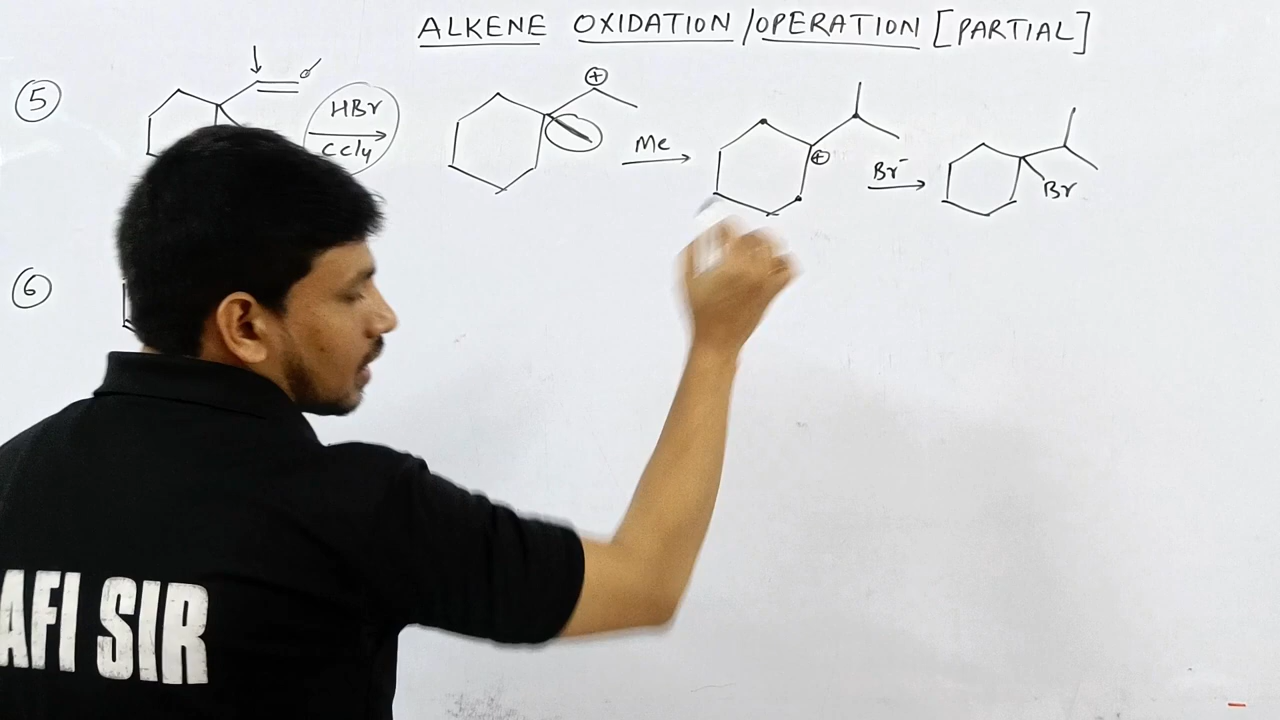 ALKENE OXIDATION/OPERATION [PARTIAL]
5
HBr
CCl4
⊕
Me
⊕
Br⁻
Br
6
AFI SIR